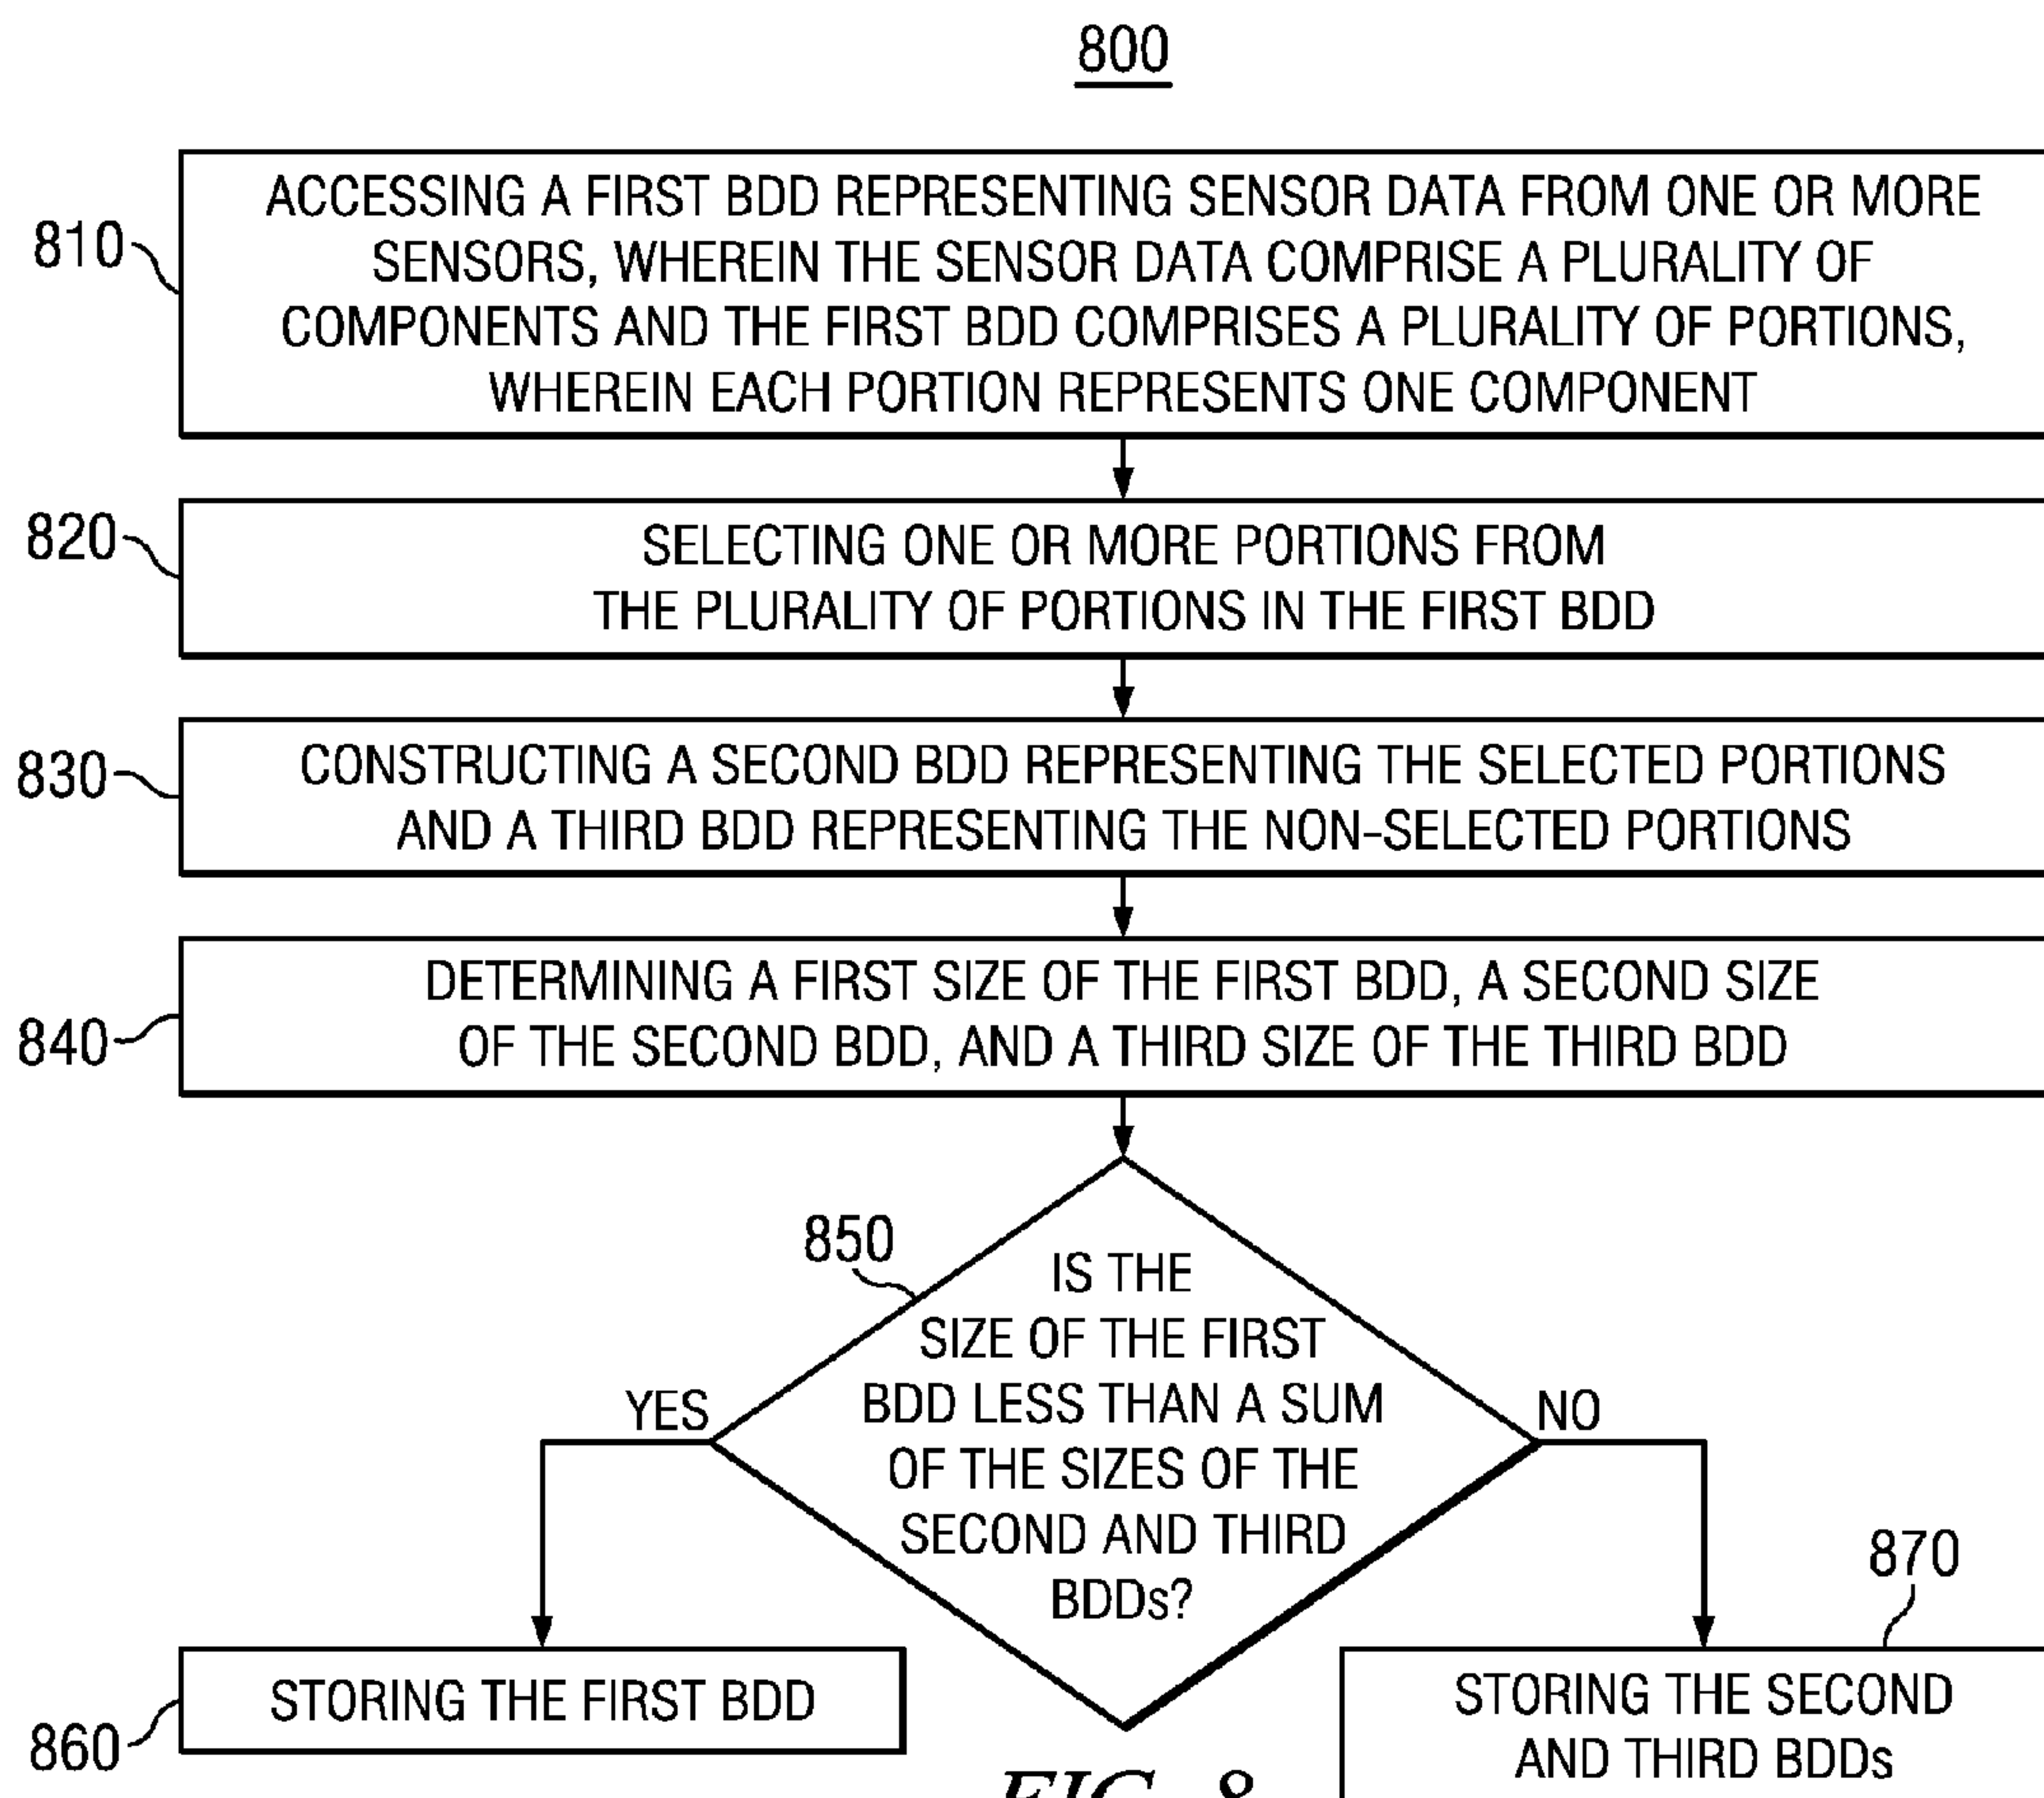 800
810
ACCESSING A FIRST BDD REPRESENTING SENSOR DATA FROM ONE OR MORE
SENSORS, WHEREIN THE SENSOR DATA COMPRISE A PLURALITY OF
COMPONENTS AND THE FIRST BDD COMPRISES A PLURALITY OF PORTIONS,
WHEREIN EACH PORTION REPRESENTS ONE COMPONENT
820
SELECTING ONE OR MORE PORTIONS FROM
THE PLURALITY OF PORTIONS IN THE FIRST BDD
830
CONSTRUCTING A SECOND BDD REPRESENTING THE SELECTED PORTIONS
AND A THIRD BDD REPRESENTING THE NON-SELECTED PORTIONS
840
DETERMINING A FIRST SIZE OF THE FIRST BDD, A SECOND SIZE
OF THE SECOND BDD, AND A THIRD SIZE OF THE THIRD BDD
850
IS THE
SIZE OF THE FIRST
BDD LESS THAN A SUM
OF THE SIZES OF THE
SECOND AND THIRD
BDDs?
YES
NO
860
STORING THE FIRST BDD
870
STORING THE SECOND
AND THIRD BDDs
FIG. 8